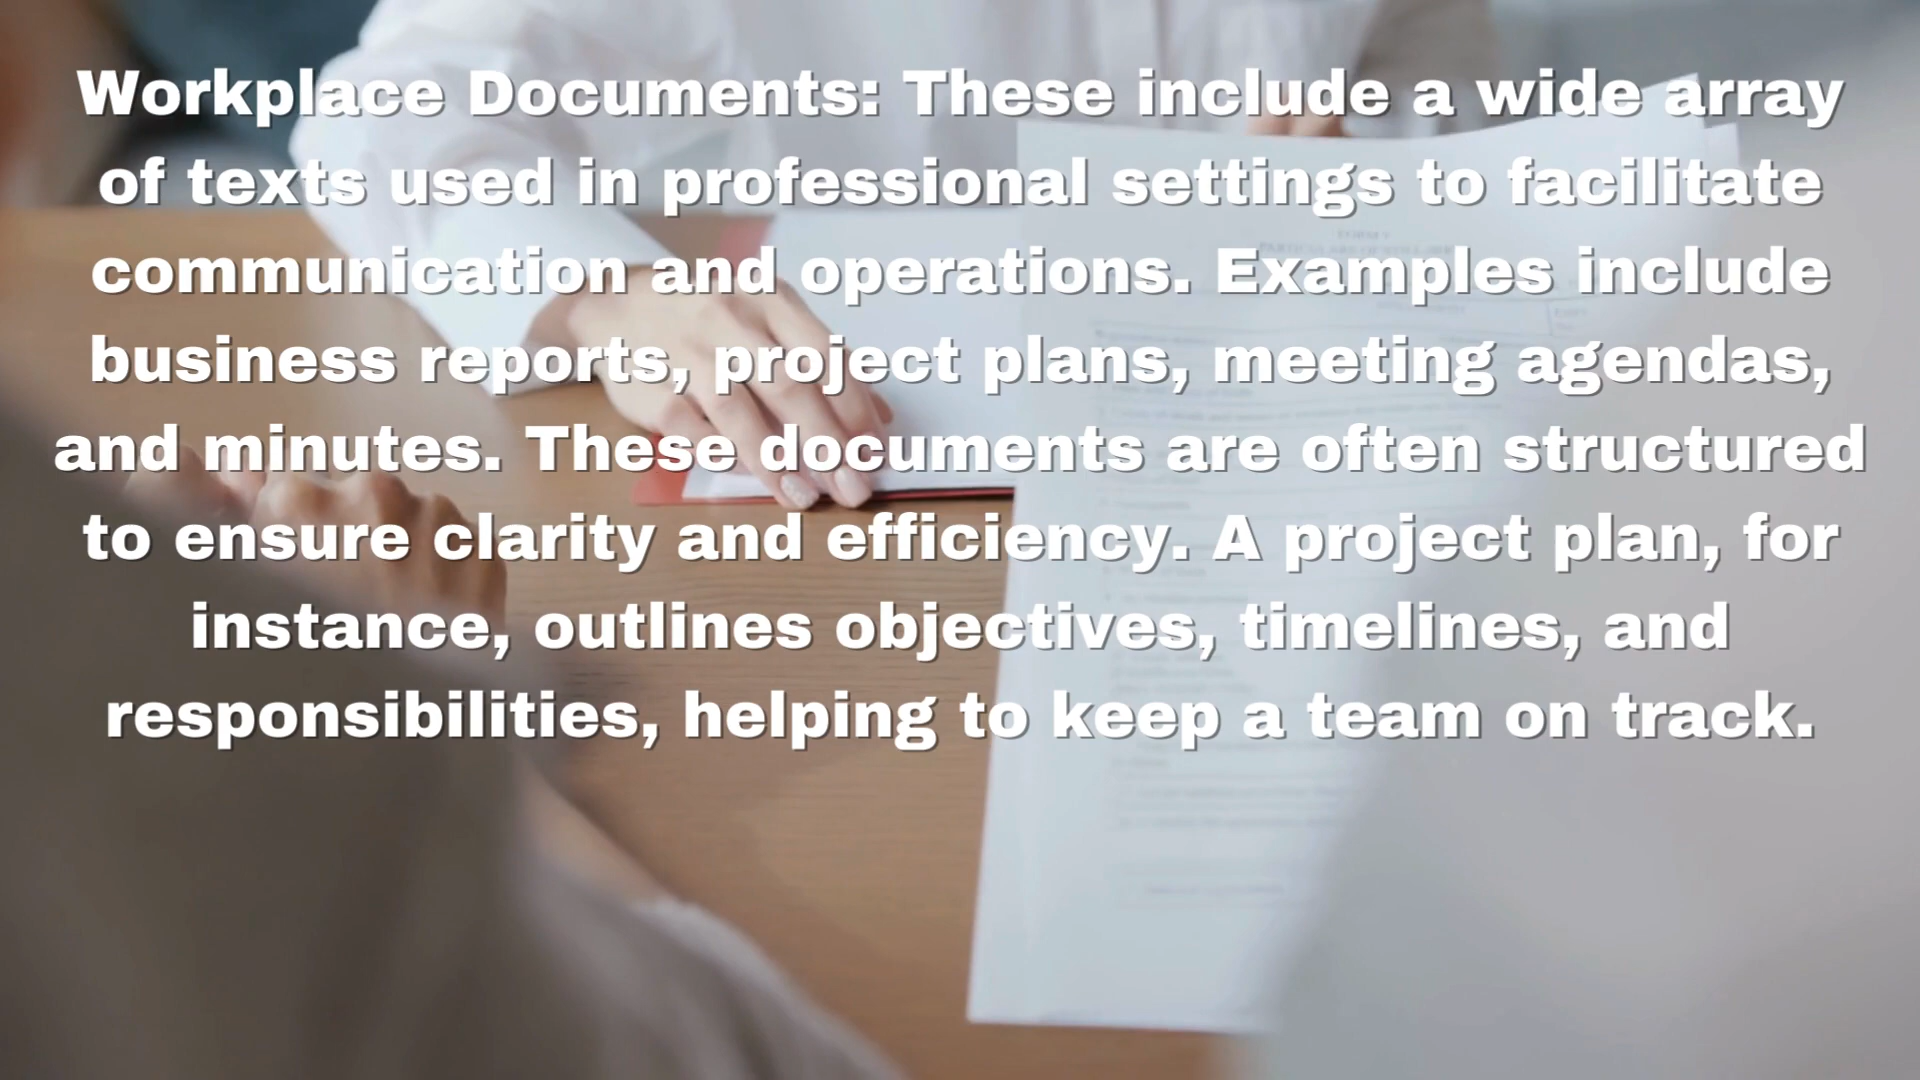 Workplace Documents: These include a wide array
of texts used in professional settings to facilitate
communication and operations. Examples include
business reports, project plans, meeting agendas,
and minutes. These documents are often structured
to ensure clarity and efficiency. A project plan, for
instance, outlines objectives, timelines, and
responsibilities, helping to keep a team on track.